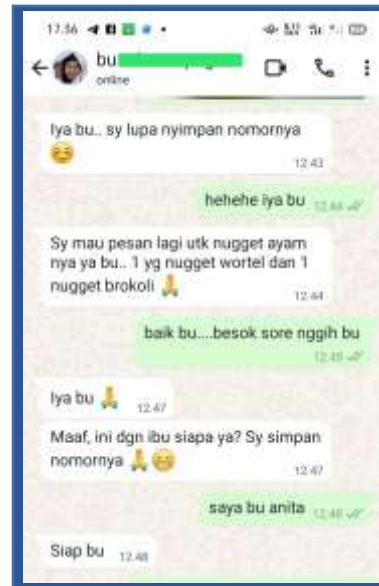 17.56
bu
online
Iya bu.. sy lupa nyimpan nomornya
😊
12.43
hehehe iya bu 12.44
Sy mau pesan lagi utk nugget ayam
nya ya bu.. 1 yg nugget wortel dan 1
nugget brokoli 🙏
12.44
baik bu....besok sore nggih bu
12.45
Iya bu 🙏 12.47
Maaf, ini dgn ibu siapa ya? Sy simpan
nomornya 🙏😊
12.47
saya bu anita 12.48
Siap bu 12.48